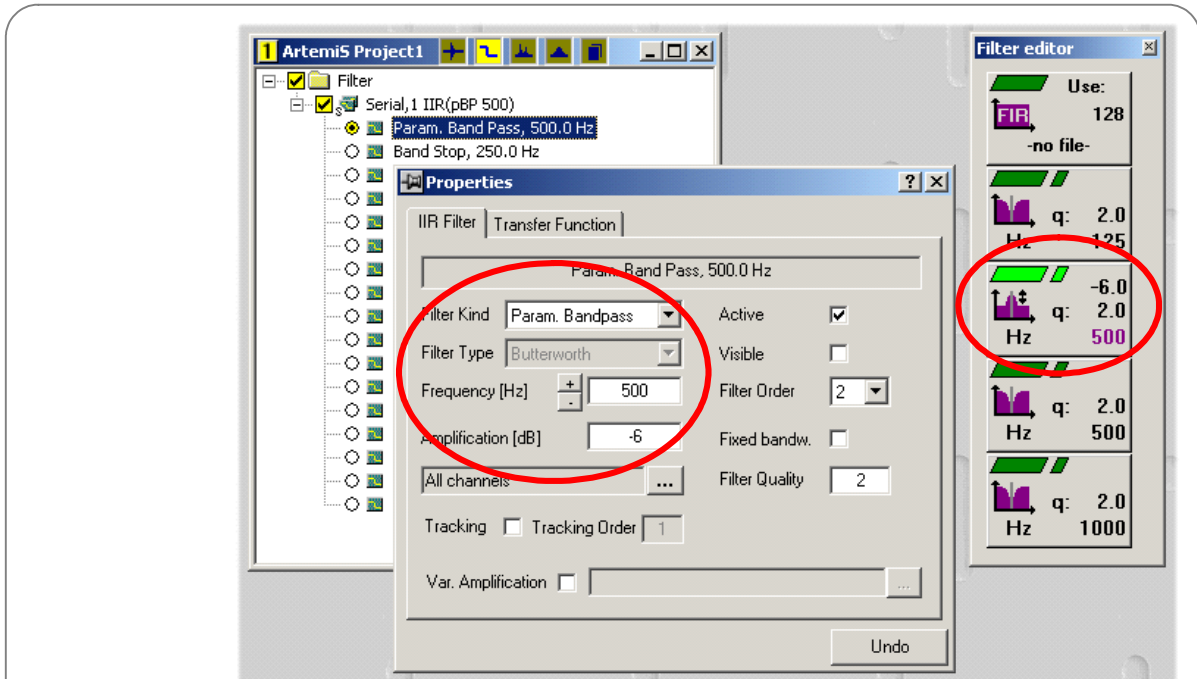 1 ArtemiS Project1
Filter
Serial,1 IIR(pBP 500)
Param. Band Pass, 500.0 Hz
Band Stop, 250.0 Hz
Properties
IIR Filter Transfer Function
Param. Band Pass, 500.0 Hz
Filter Kind Param. Bandpass Active
Filter Type Butterworth Visible
Frequency [Hz] + - 500 Filter Order 2
Amplification [dB] -6 Fixed bandw.
All channels ... Filter Quality 2
Tracking Tracking Order 1
Var. Amplification ...
Undo
Filter editor
Use:
FIR 128
-no file-
q: 2.0
Hz 125
-6.0
q: 2.0
Hz 500
q: 2.0
Hz 500
q: 2.0
Hz 1000